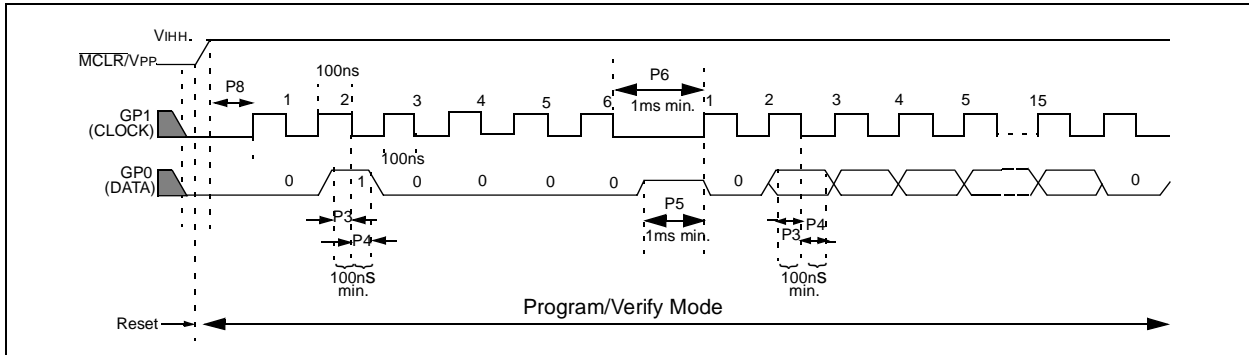 VIHH
MCLR/VPP
100ns
P8
P6
1 2 3 4 5 6 1ms min. 1 2 3 4 5 15
GP1
(CLOCK)
100ns
GP0
(DATA)
0 1 0 0 0 0 0 0
P5
P3
1ms min.
P4
P4
P3
100ns
min.
100ns
min.
Program/Verify Mode
Reset